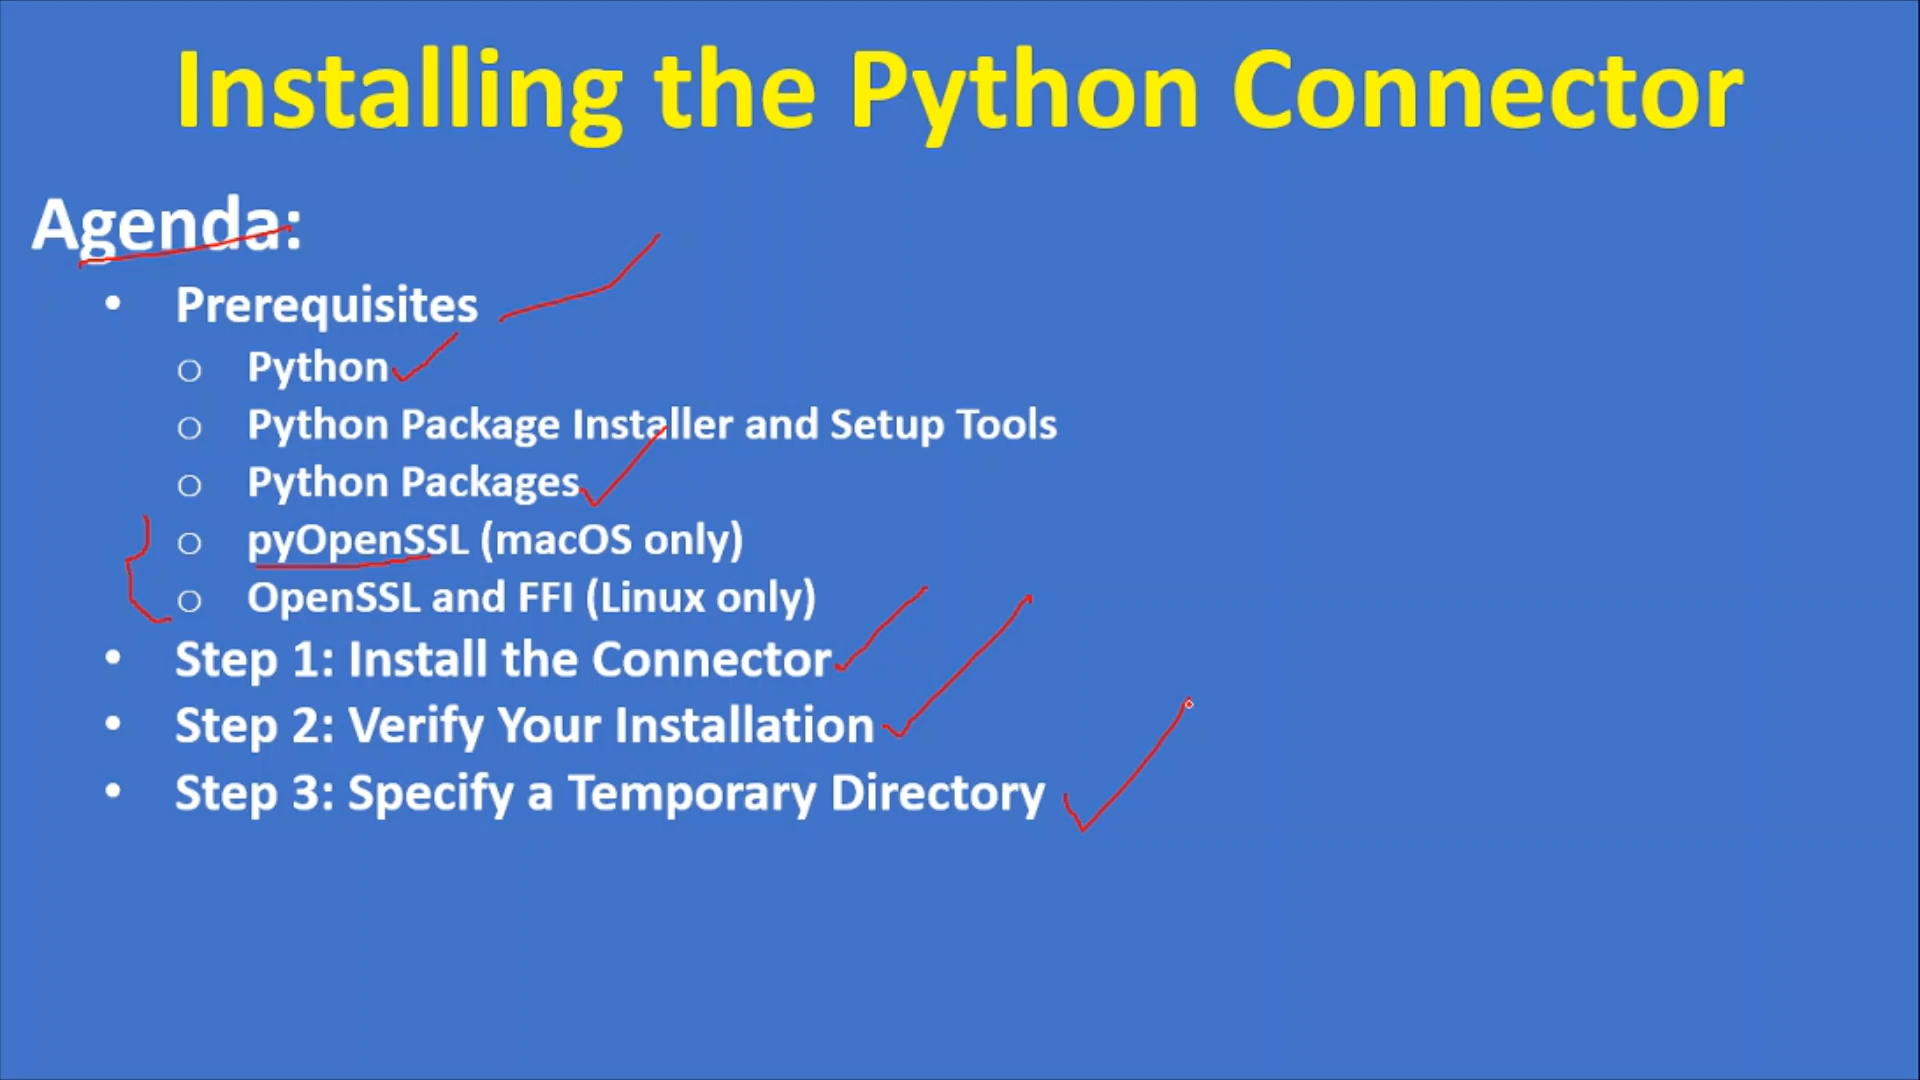 Installing the Python Connector
Agenda:
• Prerequisites
o Python
o Python Package Installer and Setup Tools
o Python Packages
o pyOpenSSL (macOS only)
o OpenSSL and FFI (Linux only)
• Step 1: Install the Connector
• Step 2: Verify Your Installation
• Step 3: Specify a Temporary Directory